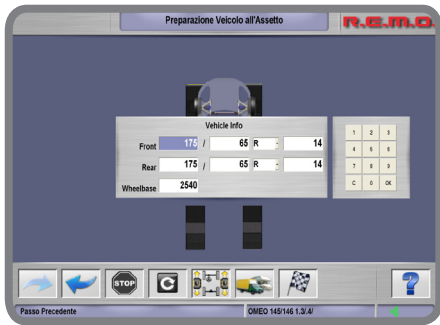 Preparazione Veicolo all'Assetto
R.E.M.O
Vehicle Info
Front 175 / 65 R - 14
Rear 175 / 65 R - 14
Wheelbase 2540
1 2 3
4 5 6
7 8 9
C 0 OK
STOP
C
?
Passo Precedente
OMEO 145/146 1.3/.4/
<